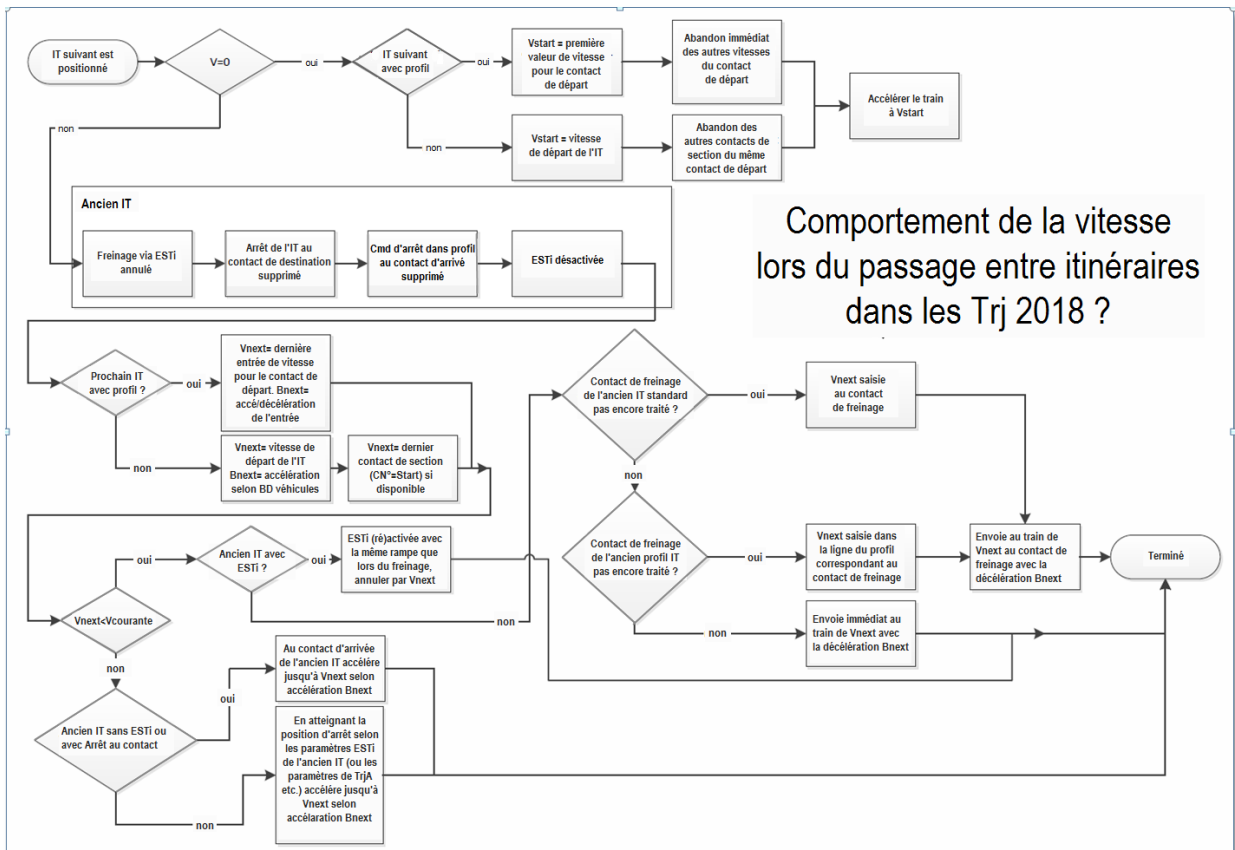 IT suivant est
positionné
V=0
oui
IT suivant
avec profil
oui
Vstart = première
valeur de vitesse
pour le contact
de départ
Abandon immédiat
des autres vitesses
du contact
de départ
Accélérer le train
à Vstart
non
non
Vstart = vitesse
de départ de l'IT
Abandon des
autres contacts de
section du même
contact de départ
Ancien IT
Freinage via ESTi
annulé
Arrêt de l'IT au
contact de destination
supprimé
Cmd d'arrêt dans profil
au contact d'arrivé
supprimé
ESTi désactivée
Comportement de la vitesse
lors du passage entre itinéraires
dans les Trj 2018 ?
Prochain IT
avec profil ?
oui
Vnext= dernière
entrée de vitesse
pour le contact de
départ. Bnext=
accé/décélération
de l'entrée
non
Vnext= vitesse de
départ de l'IT
Bnext= accélération
selon BD véhicules
Vnext= dernier
contact de section
(CN°=Start) si
disponible
Contact de freinage
de l'ancien IT standard
pas encore traité ?
oui
Vnext saisie
au contact
de freinage
non
Vnext<Vcourante
oui
Ancien IT avec
ESTi ?
oui
ESTi (ré)activée avec
la même rampe que
lors du freinage,
annuler par Vnext
non
Contact de freinage
de l'ancien profil IT
pas encore traité ?
oui
Vnext saisie dans
la ligne du profil
correspondant au
contact de freinage
Envoie au train de
Vnext au contact de
freinage avec la
décélération Bnext
Terminé
non
Envoie immédiat au
train de Vnext avec
la décélération Bnext
non
Ancien IT sans ESTi ou
avec Arrêt au contact
oui
Au contact d'arrivée
de l'ancien IT accélère
jusqu'à Vnext selon
accélération Bnext
non
En atteignant la
position d'arrêt selon
les paramètres ESTi
de l'ancien IT (ou les
paramètres de TrjA
etc.) accélère jusqu'à
Vnext selon
accélaration Bnext